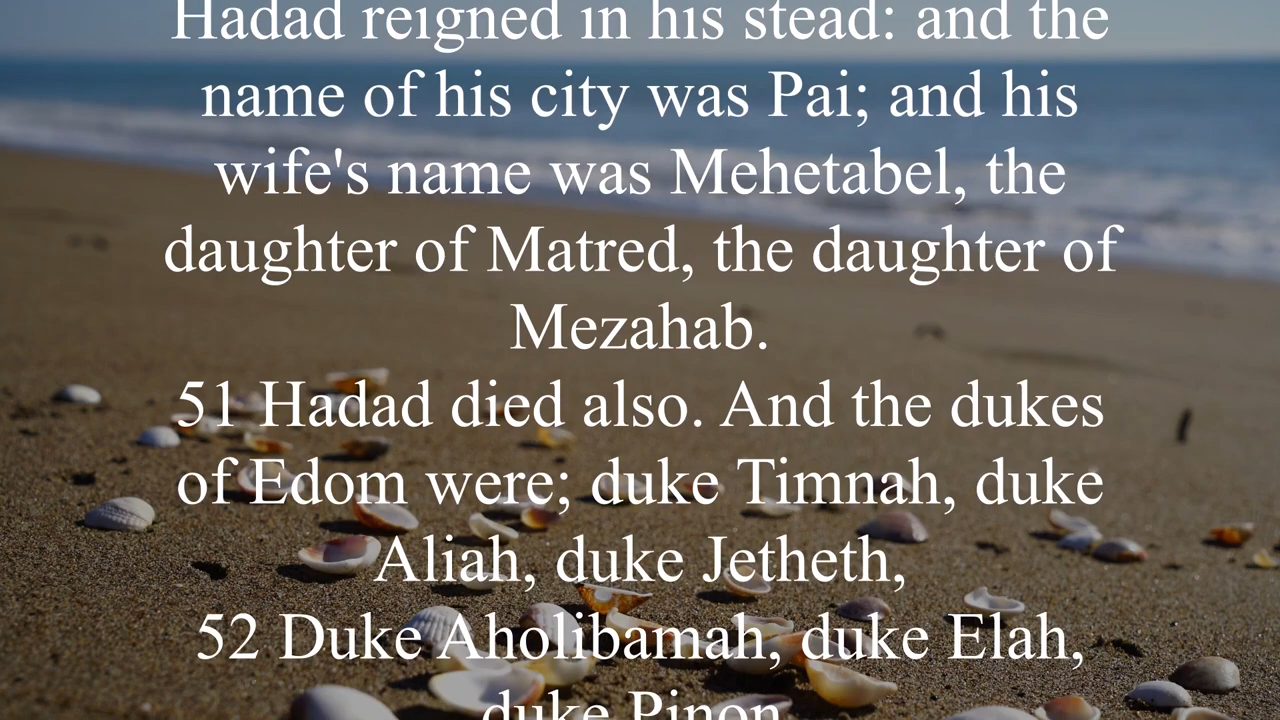 Hadad reigned in his stead: and the
name of his city was Pai; and his
wife's name was Mehetabel, the
daughter of Matred, the daughter of
Mezahab.
51 Hadad died also. And the dukes
of Edom were; duke Timnah, duke
Aliah, duke Jetheth,
52 Duke Aholibamah, duke Elah,
duke Pinon